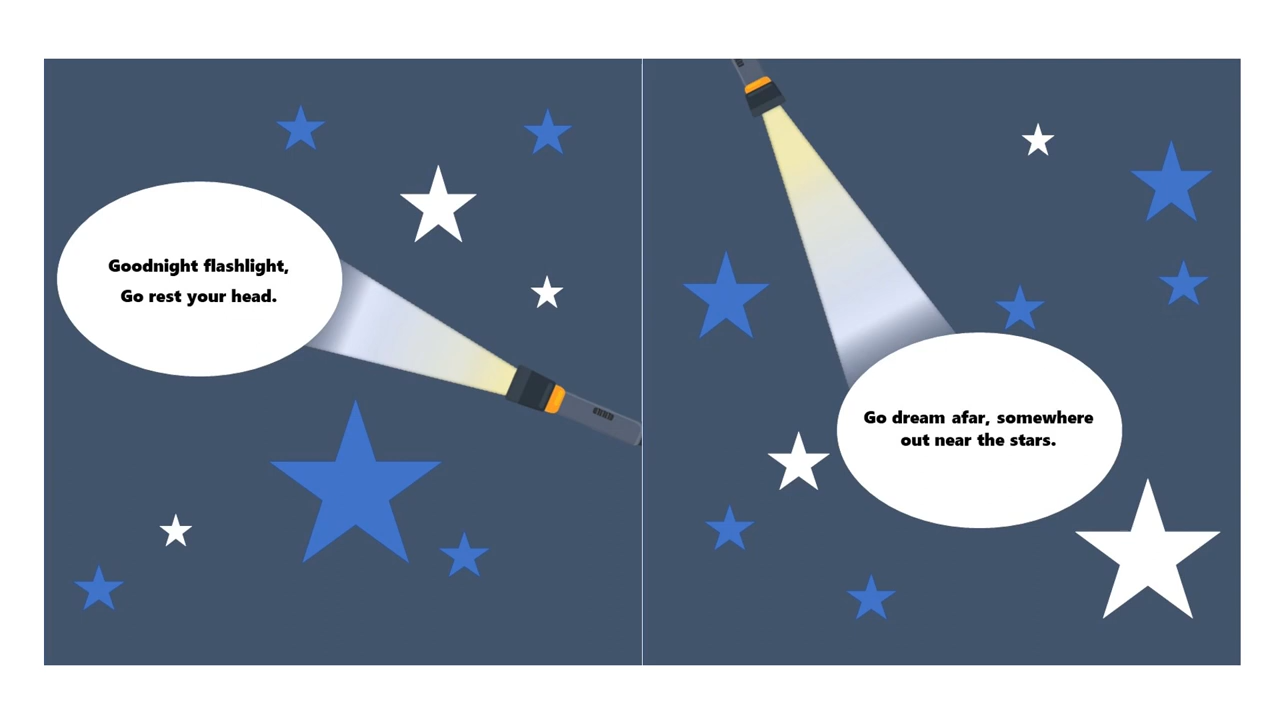 Goodnight flashlight,
Go rest your head.
Go dream afar, somewhere
out near the stars.